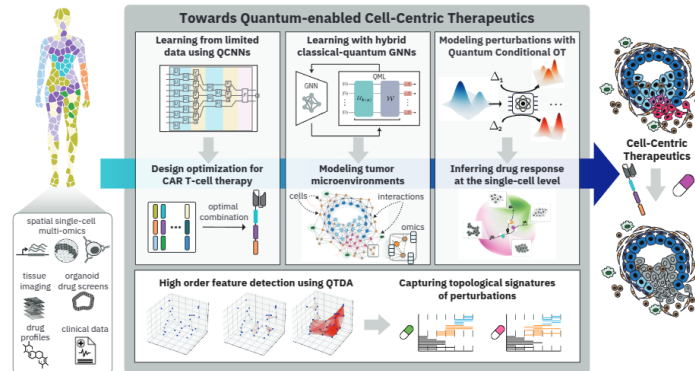 Towards Quantum-enabled Cell-Centric Therapeutics
Learning from limited
data using QCNNs
Learning with hybrid
classical-quantum GNNs
GNN
QML
Modeling perturbations with
Quantum Conditional OT
Δ1
Δ2
Design optimization for
CAR T-cell therapy
optimal
combination
Modeling tumor
microenvironments
cells
interactions
omics
Inferring drug response
at the single-cell level
Cell-Centric
Therapeutics
spatial single-cell
multi-omics
tissue
imaging
organoid
drug screens
drug
profiles
clinical data
High order feature detection using QTDA
Capturing topological signatures
of perturbations